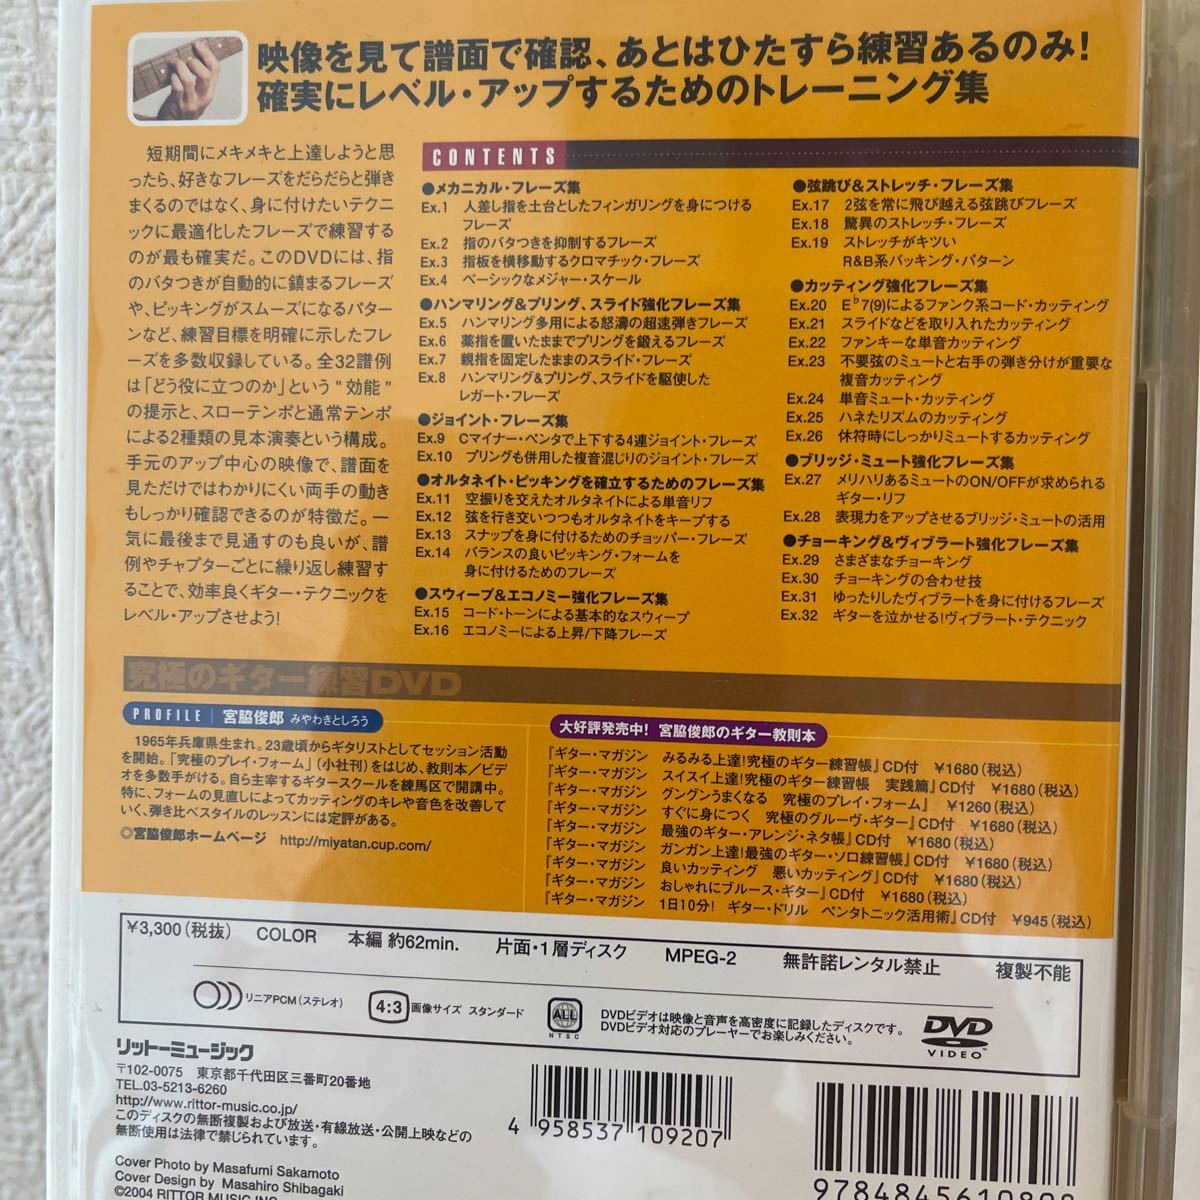 映像を見て譜面で確認、あとはひたすら練習あるのみ!
確実にレベル・アップするためのトレーニング集
短期間にメキメキと上達しようと思
ったら、好きなフレーズをだらだらと弾き
まくるのではなく、身に付けたいテクニ
ックに最適化したフレーズで練習する
のが最も確実だ。このDVDには、指
のバタつきが自動的に鎮まるフレーズ
や、ピッキングがスムーズになるパター
ンなど、練習目標を明確に示したフレ
ーズを多数収録している。全32譜例
は「どう役に立つのか」という"効能"
の提示と、スローテンポと通常テンポ
による2種類の見本演奏という構成。
手元のアップ中心の映像で、譜面を
見ただけではわかりにくい両手の動き
もしっかり確認できるのが特徴だ。一
気に最後まで見通すのも良いが、譜
例やチャプターごとに繰り返し練習す
ることで、効率良くギター・テクニックを
レベル・アップさせよう!
CONTENTS
●メカニカル・フレーズ集
Ex.1 人差し指を土台としたフィンガリングを身につける
フレーズ
Ex.2 指のバタつきを抑制するフレーズ
Ex.3 指板を横移動するクロマチック・フレーズ
Ex.4 ベーシックなメジャー・スケール
●ハンマリング&プリング、スライド強化フレーズ集
Ex.5 ハンマリング多用による怒濤の超速弾きフレーズ
Ex.6 薬指を置いたままでプリングを鍛えるフレーズ
Ex.7 親指を固定したままのスライド・フレーズ
Ex.8 ハンマリング&プリング、スライドを駆使した
レガート・フレーズ
●ジョイント・フレーズ集
Ex.9 Cマイナー・ペンタで上下する4連ジョイント・フレーズ
Ex.10 プリングも併用した複音混じりのジョイント・フレーズ
●オルタネイト・ピッキングを確立するためのフレーズ集
Ex.11 空振りを交えたオルタネイトによる単音リフ
Ex.12 弦を行き交いつつもオルタネイトをキープする
Ex.13 スナップを身に付けるためのチョッパー・フレーズ
Ex.14 バランスの良いピッキング・フォームを
身に付けるためのフレーズ
●スウィープ&エコノミー強化フレーズ集
Ex.15 コード・トーンによる基本的なスウィープ
Ex.16 エコノミーによる上昇/下降フレーズ
●弦跳び&ストレッチ・フレーズ集
Ex.17 2弦を常に飛び越える弦跳びフレーズ
Ex.18 驚異のストレッチ・フレーズ
Ex.19 ストレッチがキツい
R&B系バッキング・パターン
●カッティング強化フレーズ集
Ex.20 E♭7(9)によるファンク系コード・カッティング
Ex.21 スライドなどを取り入れたカッティング
Ex.22 ファンキーな単音カッティング
Ex.23 不要弦のミュートと右手の弾き分けが重要な
複音カッティング
Ex.24 単音ミュート・カッティング
Ex.25 ハネたリズムのカッティング
Ex.26 休符時にしっかりミュートするカッティング
●ブリッジ・ミュート強化フレーズ集
Ex.27 メリハリあるミュートのON/OFFが求められる
ギター・リフ
Ex.28 表現力をアップさせるブリッジ・ミュートの活用
●チョーキング&ヴィブラート強化フレーズ集
Ex.29 さまざまなチョーキング
Ex.30 チョーキングの合わせ技
Ex.31 ゆったりしたヴィブラートを身に付けるフレーズ
Ex.32 ギターを泣かせる!ヴィブラート・テクニック
究極のギター練習DVD
PROFILE | 宮脇俊郎 みやわきとしろう
1965年兵庫県生まれ。23歳頃からギタリストとしてセッション活動
を開始。「究極のプレイ・フォーム」(小社刊)をはじめ、教則本/ビデ
オを多数手がける。自ら主宰するギタースクールを練馬区で開講中。
特に、フォームの見直しによってカッティングのキレや音色を改善して
いく、弾き比べスタイルのレッスンには定評がある。
◎宮脇俊郎ホームページ http://miyatan.cup.com/
大好評発売中! 宮脇俊郎のギター教則本
『ギター・マガジン みるみる上達!究極のギター練習帳』CD付 ¥1680(税込)
『ギター・マガジン スイスイ上達!究極のギター練習帳 実践篇』CD付 ¥1680(税込)
『ギター・マガジン グングンうまくなる 究極のプレイ・フォーム』 ¥1260(税込)
『ギター・マガジン すぐに身につく 究極のグルーヴ・ギター』CD付 ¥1680(税込)
『ギター・マガジン 最強のギター・アレンジ・ネタ帳』CD付 ¥1680(税込)
『ギター・マガジン ガンガン上達!最強のギター・ソロ練習帳』CD付 ¥1680(税込)
『ギター・マガジン 良いカッティング 悪いカッティング』CD付 ¥1680(税込)
『ギター・マガジン おしゃれにブルース・ギター』CD付 ¥1680(税込)
『ギター・マガジン 1日10分! ギター・ドリル ペンタトニック活用術』CD付 ¥945(税込)
¥3,300(税抜) COLOR 本編 約62min. 片面・1層ディスク MPEG-2 無許諾レンタル禁止 複製不能
リニアPCM(ステレオ) 4:3 画像サイズ スタンダード ALL NTSC
DVDビデオは映像と音声を高密度に記録したディスクです。
DVDビデオ対応のプレーヤーでお楽しみください。
DVD VIDEO
リットーミュージック
〒102-0075 東京都千代田区三番町20番地
TEL.03-5213-6260
http://www.rittor-music.co.jp/
このディスクの無断複製および放送・有線放送・公開上映などの
無断使用は法律で禁じられています。
Cover Photo by Masafumi Sakamoto
Cover Design by Masahiro Shibagaki
©2004 RITTOR MUSIC INC.
4 958537 109207